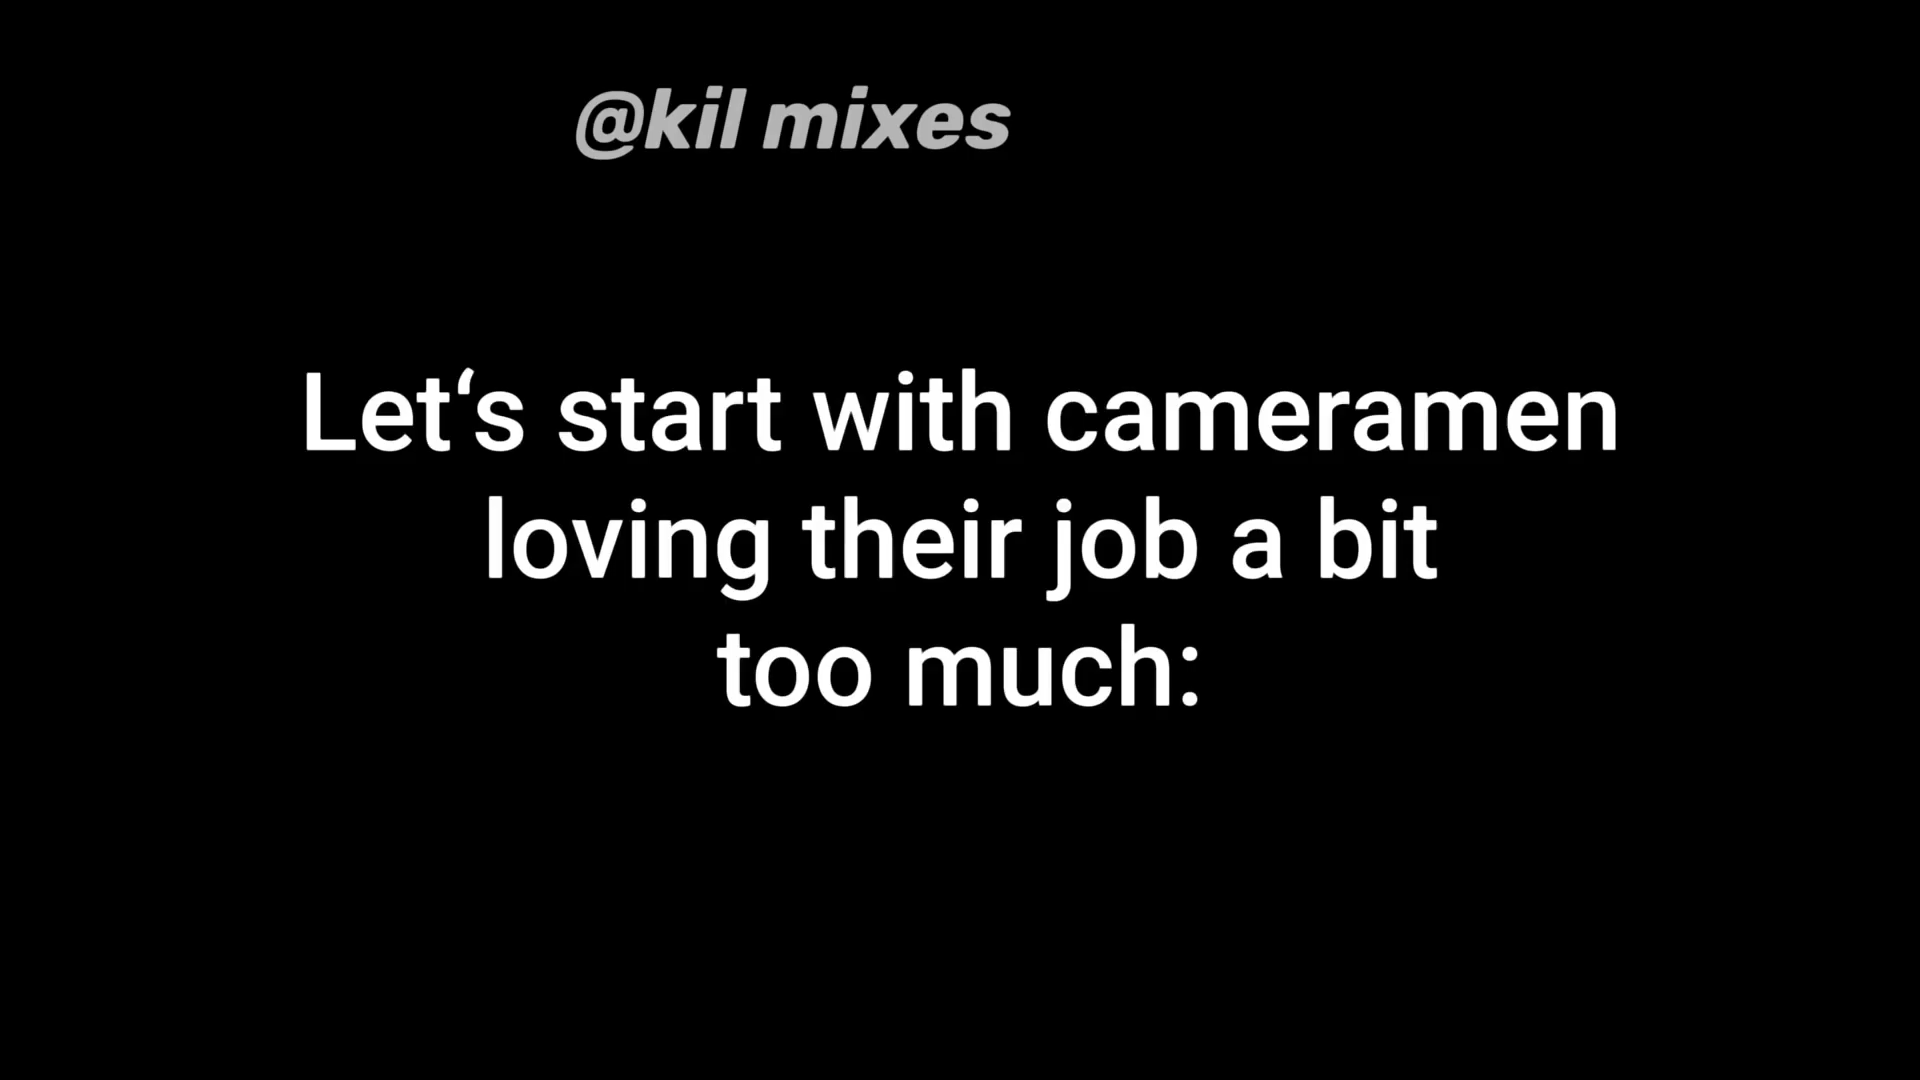 @kil mixes
Let‘s start with cameramen
loving their job a bit
too much: